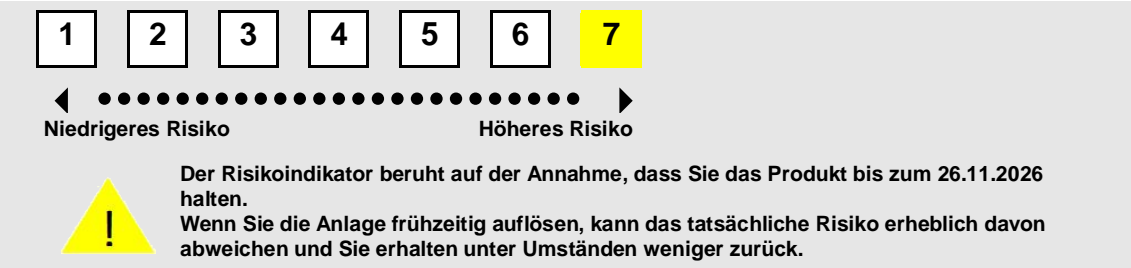 1 2 3 4 5 6 7
Niedrigeres Risiko Höheres Risiko
Der Risikoindikator beruht auf der Annahme, dass Sie das Produkt bis zum 26.11.2026
halten.
Wenn Sie die Anlage frühzeitig auflösen, kann das tatsächliche Risiko erheblich davon
abweichen und Sie erhalten unter Umständen weniger zurück.
!